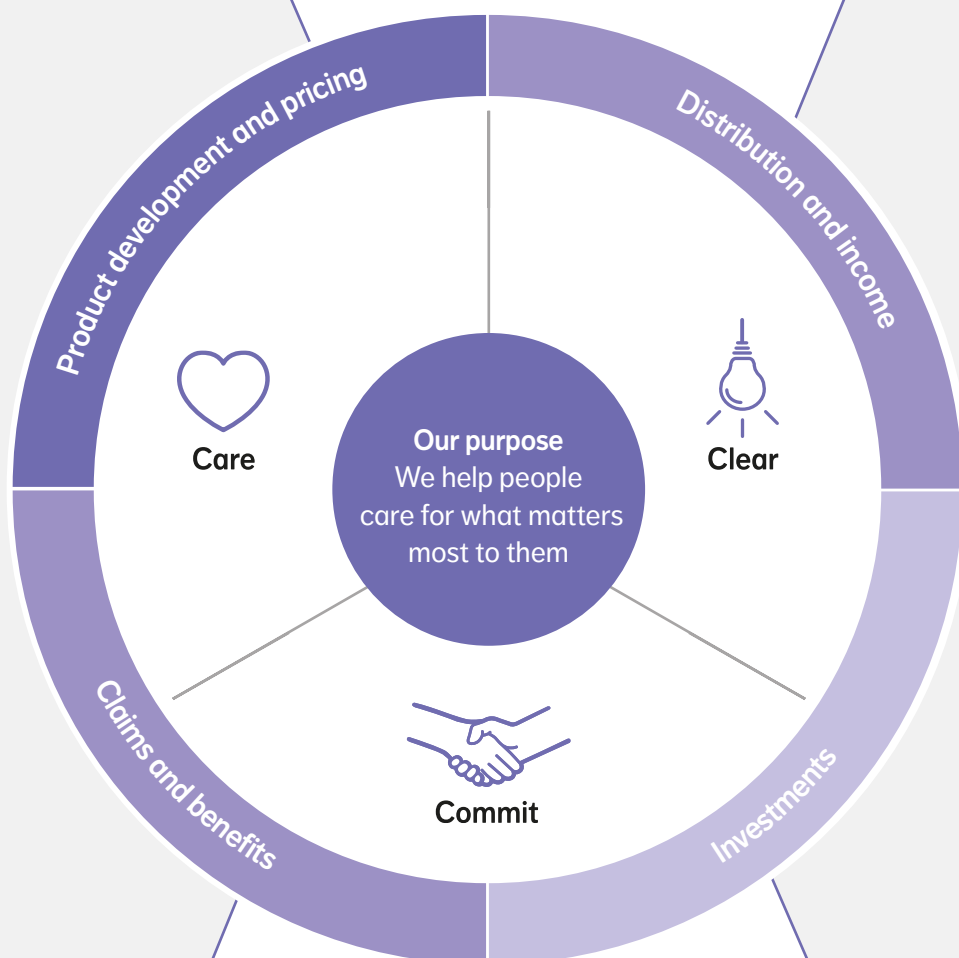 Product development and pricing
Distribution and income
Care
Clear
Our purpose
We help people
care for what matters
most to them
Commit
Claims and benefits
Investments